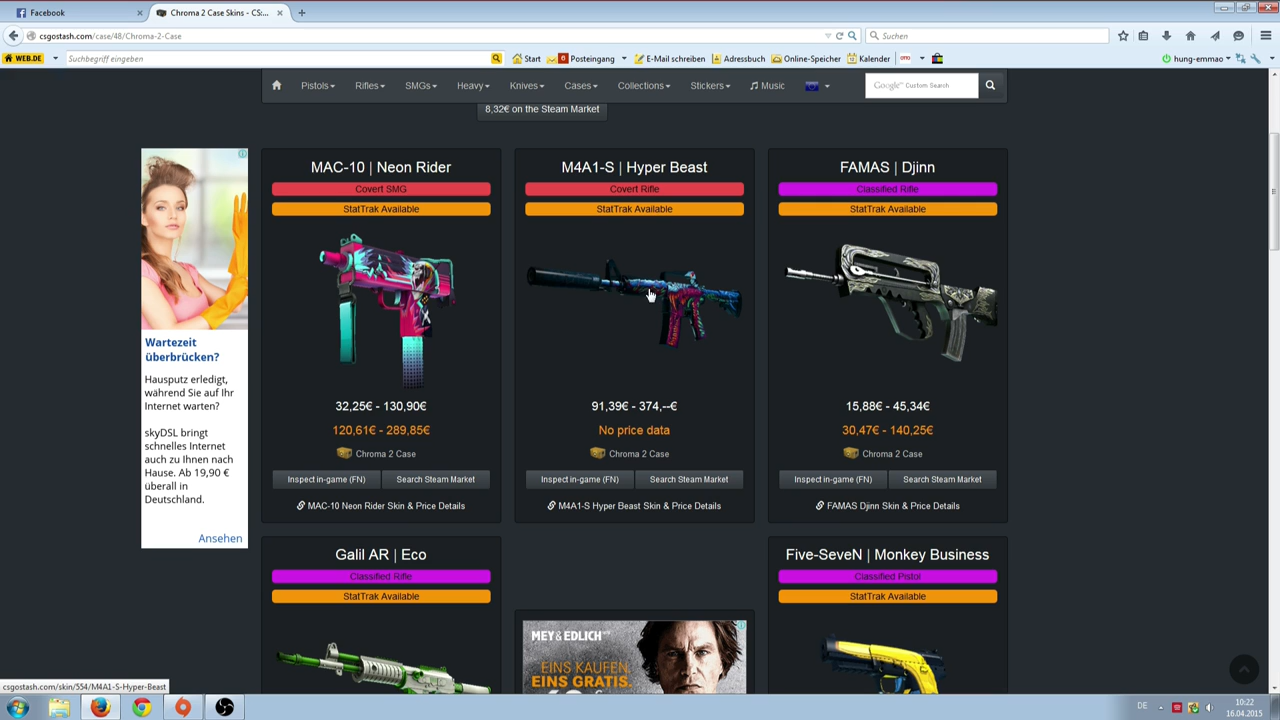 Facebook
Chroma 2 Case Skins - CS:...
csgostash.com/case/48/Chroma-2-Case
Suchen
WEB.DE
Suchbegriff eingeben
Start
Posteingang
E-Mail schreiben
Adressbuch
Online-Speicher
Kalender
OTTO
hung-emmao
Pistols
Rifles
SMGs
Heavy
Knives
Cases
Collections
Stickers
Music
Google Custom Search
8,32€ on the Steam Market
MAC-10 | Neon Rider
Covert SMG
StatTrak Available
32,25€ - 130,90€
120,61€ - 289,85€
Chroma 2 Case
Inspect in-game (FN)
Search Steam Market
MAC-10 Neon Rider Skin & Price Details
M4A1-S | Hyper Beast
Covert Rifle
StatTrak Available
91,39€ - 374,--€
No price data
Chroma 2 Case
Inspect in-game (FN)
Search Steam Market
M4A1-S Hyper Beast Skin & Price Details
FAMAS | Djinn
Classified Rifle
StatTrak Available
15,88€ - 45,34€
30,47€ - 140,25€
Chroma 2 Case
Inspect in-game (FN)
Search Steam Market
FAMAS Djinn Skin & Price Details
Wartezeit
überbrücken?
Hausputz erledigt,
während Sie auf Ihr
Internet warten?
skyDSL bringt
schnelles Internet
auch zu Ihnen nach
Hause. Ab 19,90 €
überall in
Deutschland.
Ansehen
Galil AR | Eco
Classified Rifle
StatTrak Available
MEY & EDLICH
EINS KAUFEN.
EINS GRATIS.
Five-SeveN | Monkey Business
Classified Pistol
StatTrak Available
csgostash.com/skin/554/M4A1-S-Hyper-Beast
DE
10:22
16.04.2015